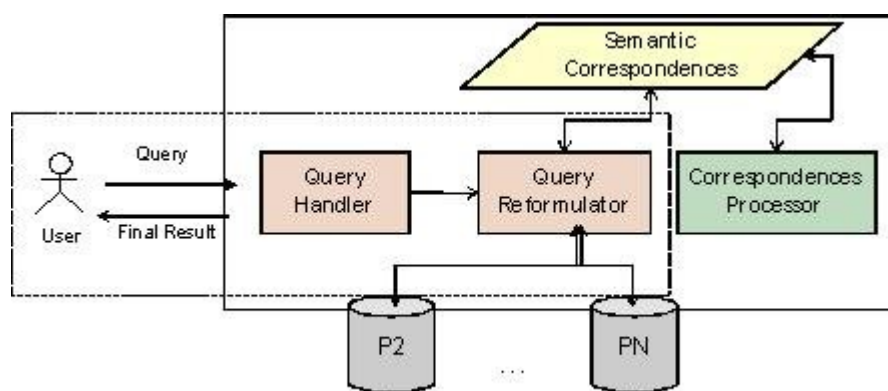 Semantic
Correspondences
Query
Query
Handler
Query
Reformulator
Correspondences
Processor
User
Final Result
P2
...
PN